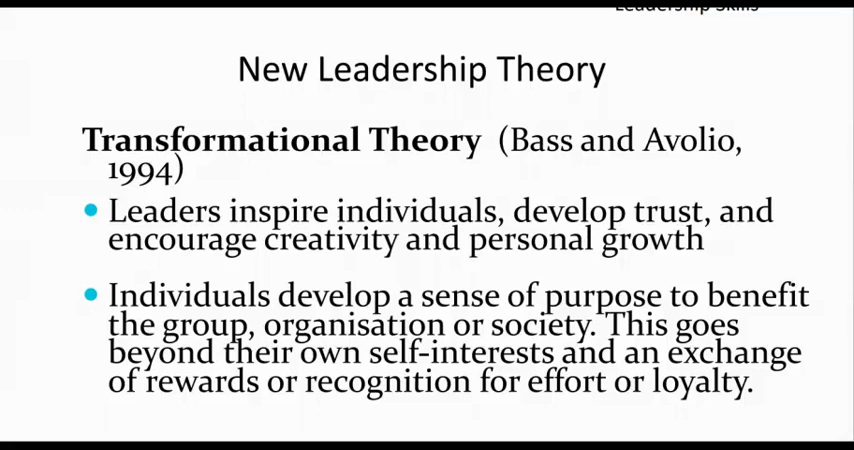 Leadership Skills
New Leadership Theory
Transformational Theory (Bass and Avolio,
1994)
Leaders inspire individuals, develop trust, and
encourage creativity and personal growth
Individuals develop a sense of purpose to benefit
the group, organisation or society. This goes
beyond their own self-interests and an exchange
of rewards or recognition for effort or loyalty.